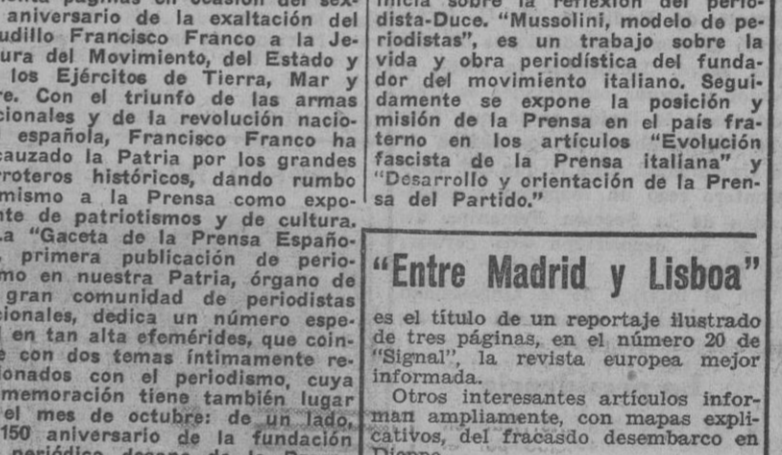 aniversario de la exaltación del
udillo Francisco Franco a la Je-
ura del Movimiento, del Estado y
los Ejércitos de Tierra, Mar y
re. Con el triunfo de las armas
cionales y de la revolución nacio-
española, Francisco Franco ha
cauzado la Patria por los grandes
rroteros históricos, dando rumbo
mismo a la Prensa como expo-
nte de patriotismos y de cultura.
La "Gaceta de la Prensa Españo-
primera publicación de perio-
mo en nuestra Patria, órgano de
gran comunidad de periodistas
cionales, dedica un número espe-
l en tan alta efemérides, que coin-
e con dos temas íntimamente re-
ionados con el periodismo, cuya
memoración tiene también lugar
el mes de octubre: de un lado,
150 aniversario de la fundación
dista-Duce. "Mussolini, modelo de pe-
riodistas", es un trabajo sobre la
vida y obra periodística del funda-
dor del movimiento italiano. Segui-
damente se expone la posición y
misión de la Prensa en el país fra-
terno en los artículos "Evolución
fascista de la Prensa italiana" y
"Desarrollo y orientación de la Pren-
sa del Partido."
"Entre Madrid y Lisboa"
es el título de un reportaje ilustrado
de tres páginas, en el número 20 de
"Signal", la revista europea mejor
informada.
Otros interesantes artículos infor-
man ampliamente, con mapas expli-
cativos, del fracasdo desembarco en